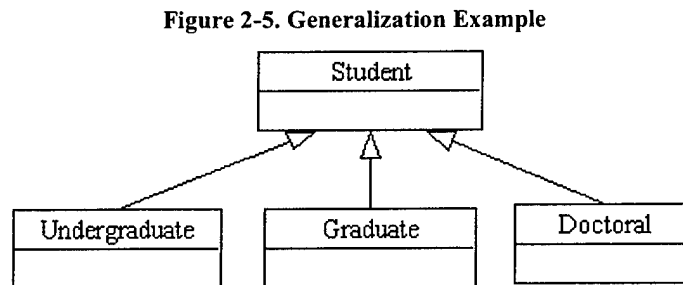 Figure 2-5. Generalization Example
Student
Undergraduate
Graduate
Doctoral